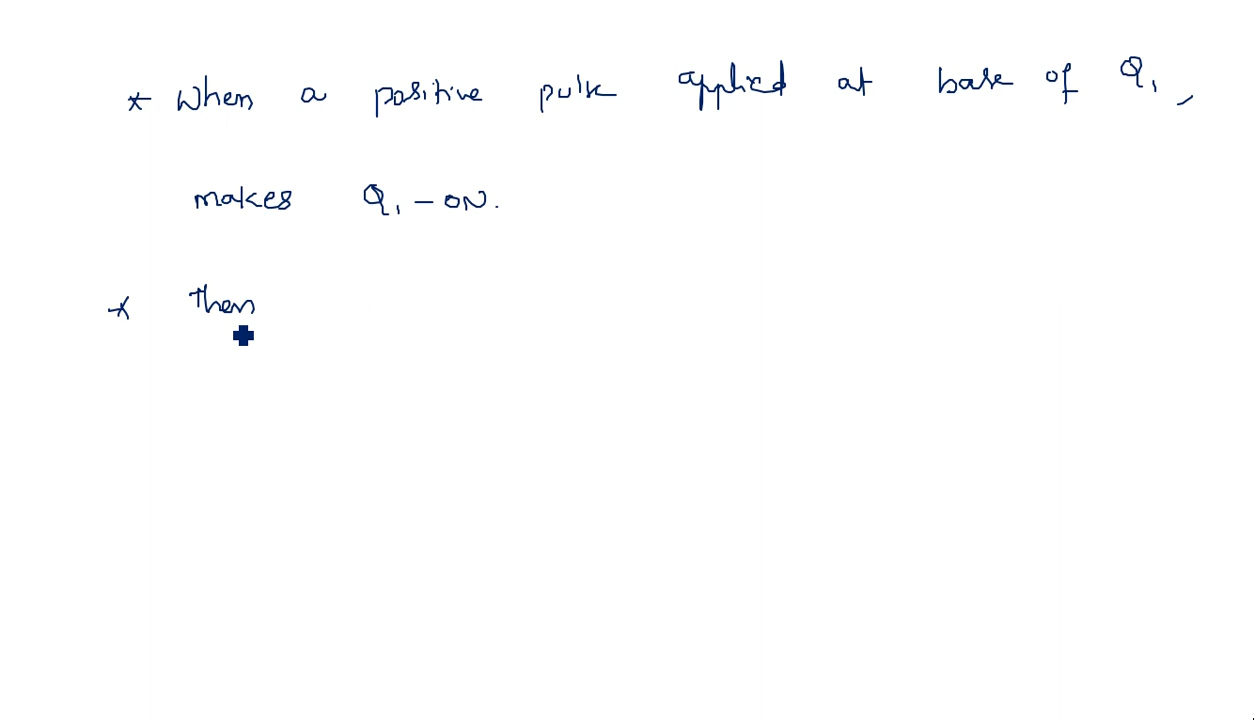 * When a positive pulse applied at base of Q1,
makes Q1 - ON.
* Then